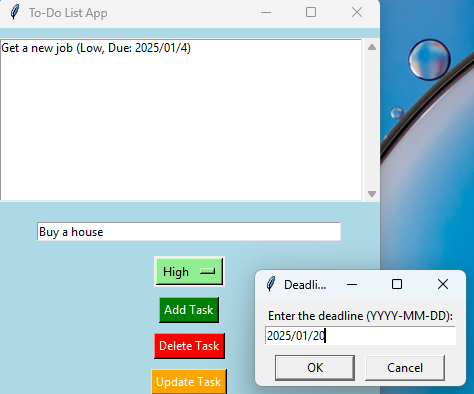 To-Do List App
Get a new job (Low, Due: 2025/01/4)
Buy a house
High
Add Task
Delete Task
Update Task
Deadli...
Enter the deadline (YYYY-MM-DD):
2025/01/20
OK
Cancel